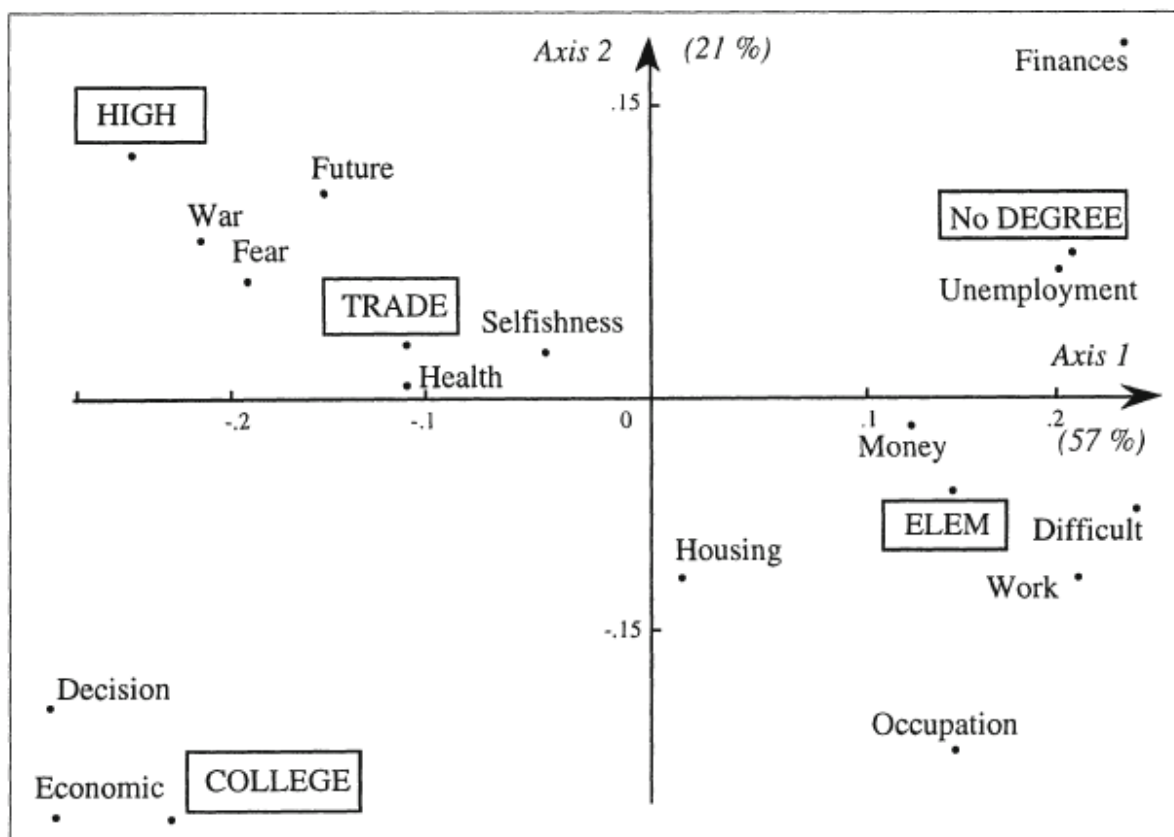 Axis 2 (21 %)
Finances
HIGH
.15
Future
War
No DEGREE
Fear
Unemployment
TRADE
Selfishness
Axis 1
Health
-.2 -.1 0 .1 .2
Money (57 %)
ELEM
Difficult
Housing
Work
-.15
Decision
Occupation
Economic
COLLEGE